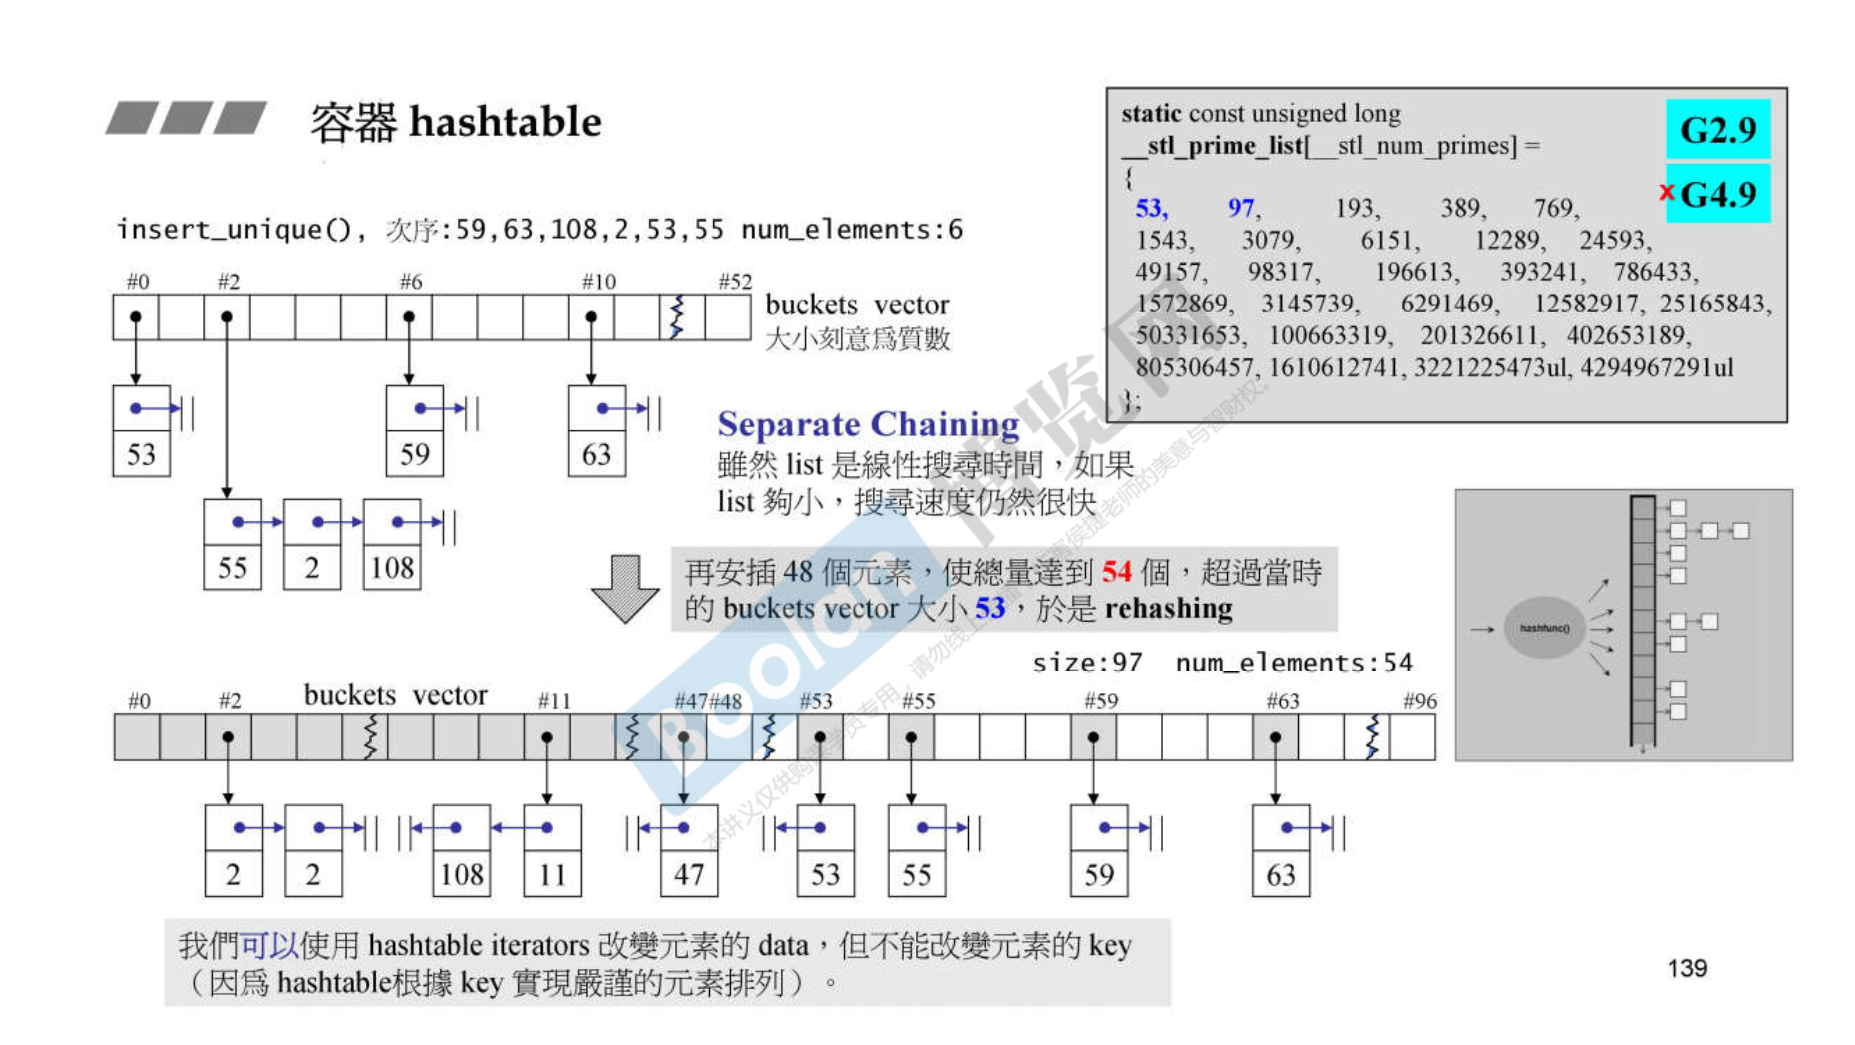 容器 hashtable
insert_unique(), 次序:59,63,108,2,53,55 num_elements:6
#0 #2 #6 #10 #52
buckets vector
大小刻意爲質數
53 59 63
55 2 108
static const unsigned long
__stl_prime_list[__stl_num_primes] =
{
53, 97, 193, 389, 769,
1543, 3079, 6151, 12289, 24593,
49157, 98317, 196613, 393241, 786433,
1572869, 3145739, 6291469, 12582917, 25165843,
50331653, 100663319, 201326611, 402653189,
805306457, 1610612741, 3221225473ul, 4294967291ul
};
G2.9
x G4.9
Separate Chaining
雖然 list 是線性搜尋時間，如果
list 夠小，搜尋速度仍然很快
再安插 48 個元素，使總量達到 54 個，超過當時
的 buckets vector 大小 53，於是 rehashing
hashfunc()
size:97 num_elements:54
buckets vector
#0 #2 #11 #47 #48 #53 #55 #59 #63 #96
2 2 108 11 47 53 55 59 63
我們可以使用 hashtable iterators 改變元素的 data，但不能改變元素的 key
（因爲 hashtable根據 key 實現嚴謹的元素排列）。
139
Boolan 博览网